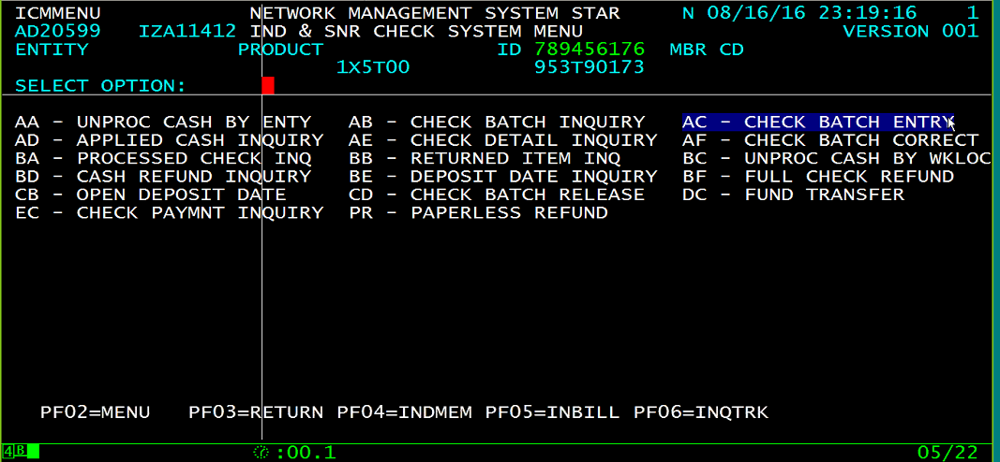 ICMMENU NETWORK MANAGEMENT SYSTEM STAR N 08/16/16 23:19:16 1
AD20599 IZA11412 IND & SNR CHECK SYSTEM MENU VERSION 001
ENTITY PRODUCT ID 789456176 MBR CD
1X5T00 953T90173
SELECT OPTION:
AA - UNPROC CASH BY ENTY AB - CHECK BATCH INQUIRY AC - CHECK BATCH ENTRY
AD - APPLIED CASH INQUIRY AE - CHECK DETAIL INQUIRY AF - CHECK BATCH CORRECT
BA - PROCESSED CHECK INQ BB - RETURNED ITEM INQ BC - UNPROC CASH BY WKLOC
BD - CASH REFUND INQUIRY BE - DEPOSIT DATE INQUIRY BF - FULL CHECK REFUND
CB - OPEN DEPOSIT DATE CD - CHECK BATCH RELEASE DC - FUND TRANSFER
EC - CHECK PAYMNT INQUIRY PR - PAPERLESS REFUND
PF02=MENU PF03=RETURN PF04=INDMEM PF05=INBILL PF06=INQTRK
4B :00.1 05/22